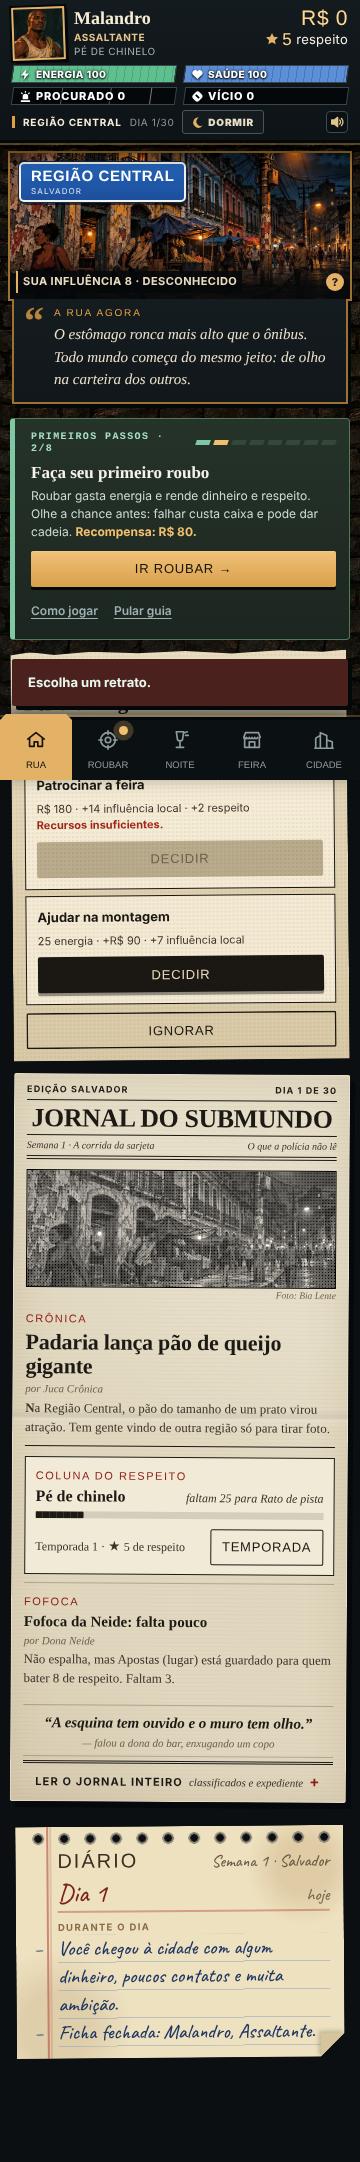 Malandro
ASSALTANTE
PÉ DE CHINELO
R$ 0
★ 5 respeito
ENERGIA 100
SAÚDE 100
PROCURADO 0
VÍCIO 0
REGIÃO CENTRAL DIA 1/30 DORMIR
REGIÃO CENTRAL
SALVADOR
SUA INFLUÊNCIA 8 · DESCONHECIDO
?
“ A RUA AGORA
O estômago ronca mais alto que o ônibus.
Todo mundo começa do mesmo jeito: de olho
na carteira dos outros.
PRIMEIROS PASSOS ·
2/8
Faça seu primeiro roubo
Roubar gasta energia e rende dinheiro e respeito.
Olhe a chance antes: falhar custa caixa e pode dar
cadeia. Recompensa: R$ 80.
IR ROUBAR →
Como jogar Pular guia
Escolha um retrato.
RUA ROUBAR NOITE FEIRA CIDADE
Patrocinar a feira
R$ 180 · +14 influência local · +2 respeito
Recursos insuficientes.
DECIDIR
Ajudar na montagem
25 energia · +R$ 90 · +7 influência local
DECIDIR
IGNORAR
EDIÇÃO SALVADOR DIA 1 DE 30
JORNAL DO SUBMUNDO
Semana 1 · A corrida da sarjeta O que a polícia não lê
Foto: Bia Lente
CRÔNICA
Padaria lança pão de queijo
gigante
por Juca Crônica
Na Região Central, o pão do tamanho de um prato virou
atração. Tem gente vindo de outra região só para tirar foto.
COLUNA DO RESPEITO
Pé de chinelo faltam 25 para Rato de pista
Temporada 1 · ★ 5 de respeito TEMPORADA
FOFOCA
Fofoca da Neide: falta pouco
por Dona Neide
Não espalha, mas Apostas (lugar) está guardado para quem
bater 8 de respeito. Faltam 3.
“A esquina tem ouvido e o muro tem olho.”
— falou a dona do bar, enxugando um copo
LER O JORNAL INTEIRO classificados e expediente +
DIÁRIO Semana 1 · Salvador
Dia 1 hoje
DURANTE O DIA
– Você chegou à cidade com algum
dinheiro, poucos contatos e muita
ambição.
– Ficha fechada: Malandro, Assaltante.